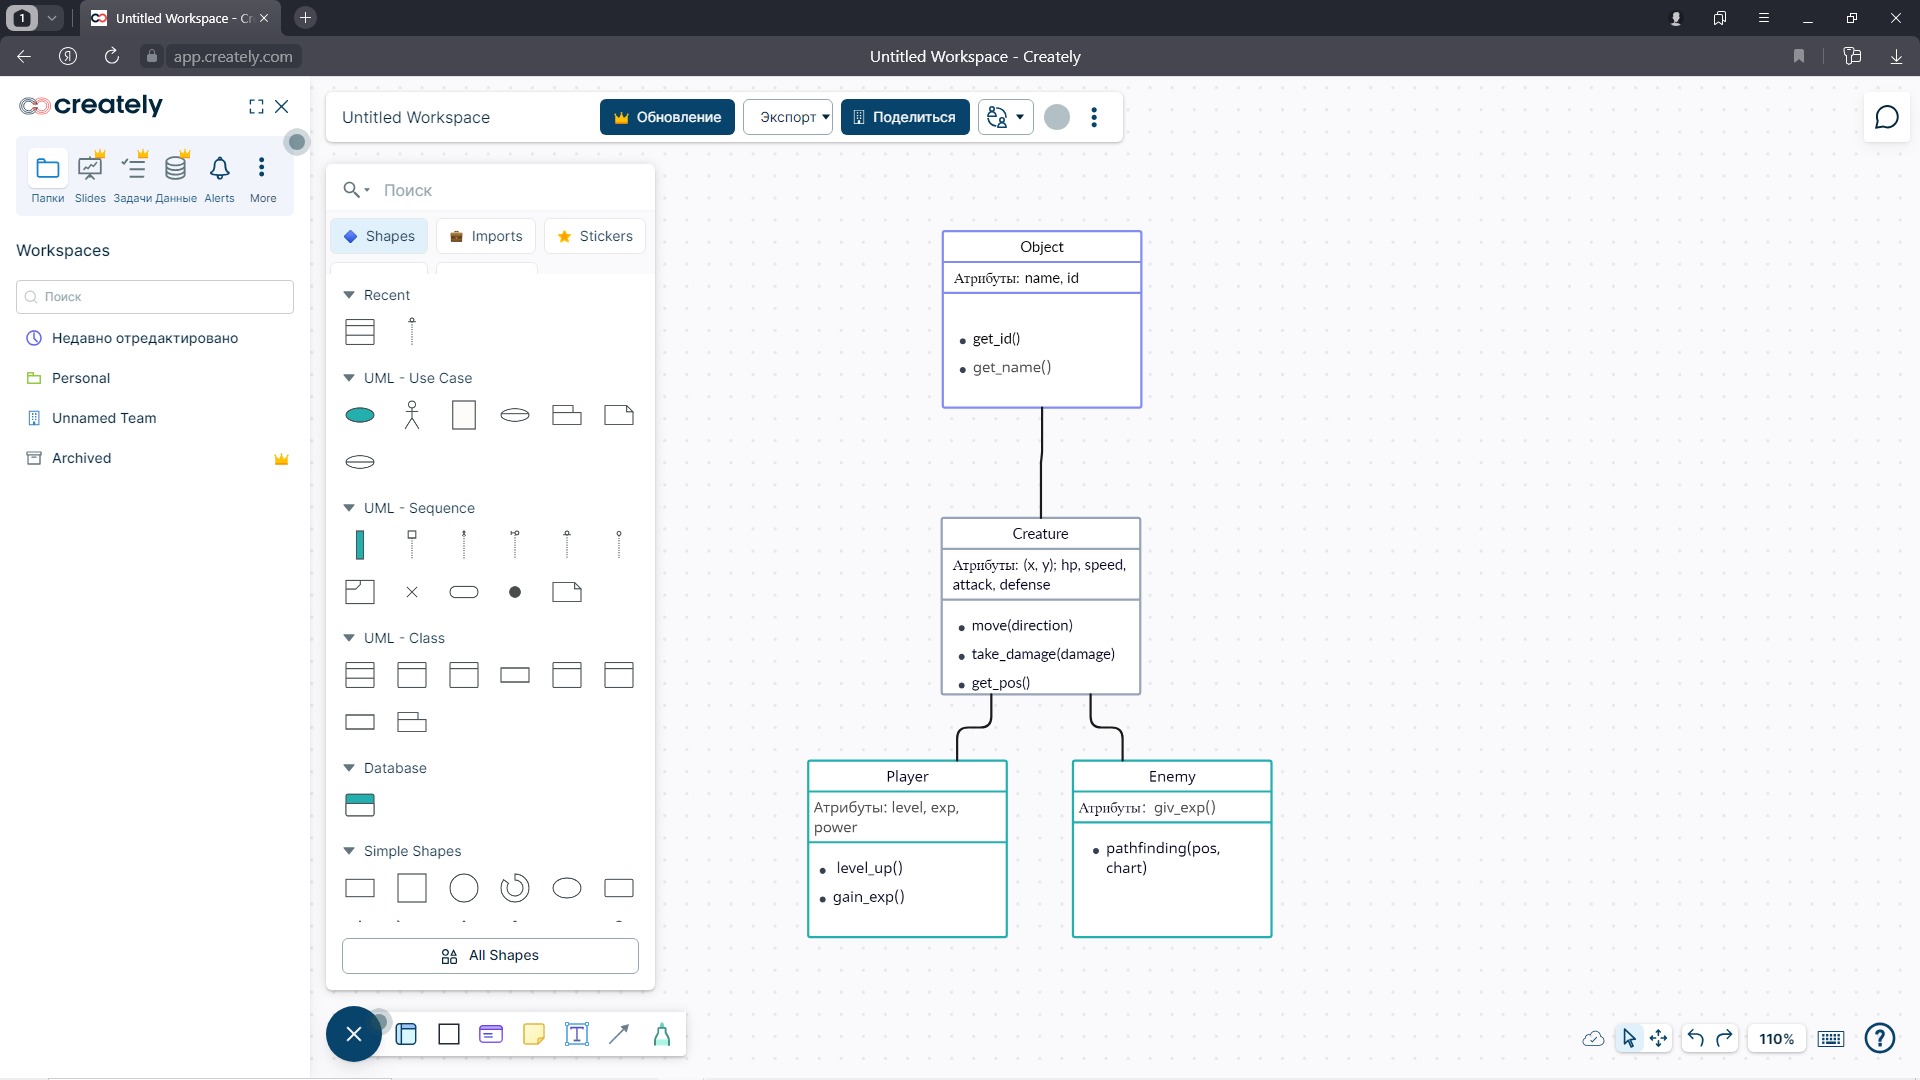 1
Untitled Workspace - Cr
app.creately.com
Untitled Workspace - Creately
creately
Папки
Slides
Задачи
Данные
Alerts
More
Workspaces
Поиск
Недавно отредактировано
Personal
Unnamed Team
Archived
Untitled Workspace
Обновление
Экспорт
Поделиться
Поиск
Shapes
Imports
Stickers
Recent
UML - Use Case
UML - Sequence
UML - Class
Database
Simple Shapes
All Shapes
Object
Атрибуты: name, id
get_id()
get_name()
Creature
Атрибуты: (x, y); hp, speed,
attack, defense
move(direction)
take_damage(damage)
get_pos()
Player
Атрибуты: level, exp,
power
level_up()
gain_exp()
Enemy
Атрибуты: giv_exp()
pathfinding(pos,
chart)
110%